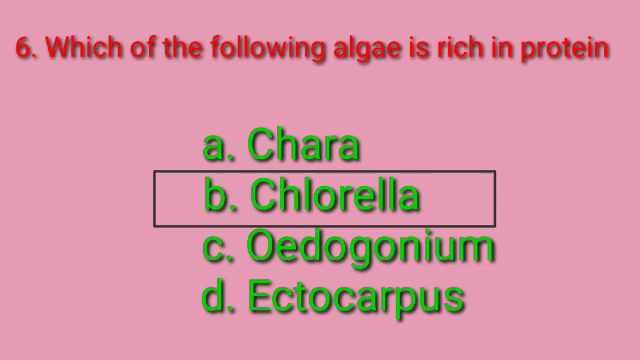 6. Which of the following algae is rich in protein
a. Chara
b. Chlorella
c. Oedogonium
d. Ectocarpus